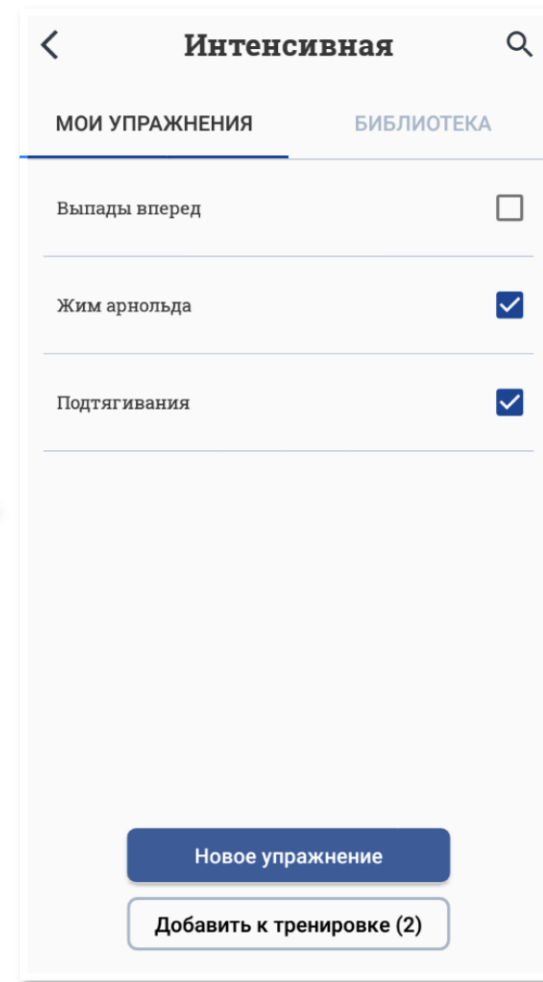 Интенсивная
МОИ УПРАЖНЕНИЯ БИБЛИОТЕКА
Выпады вперед
Жим арнольда
Подтягивания
Новое упражнение
Добавить к тренировке (2)